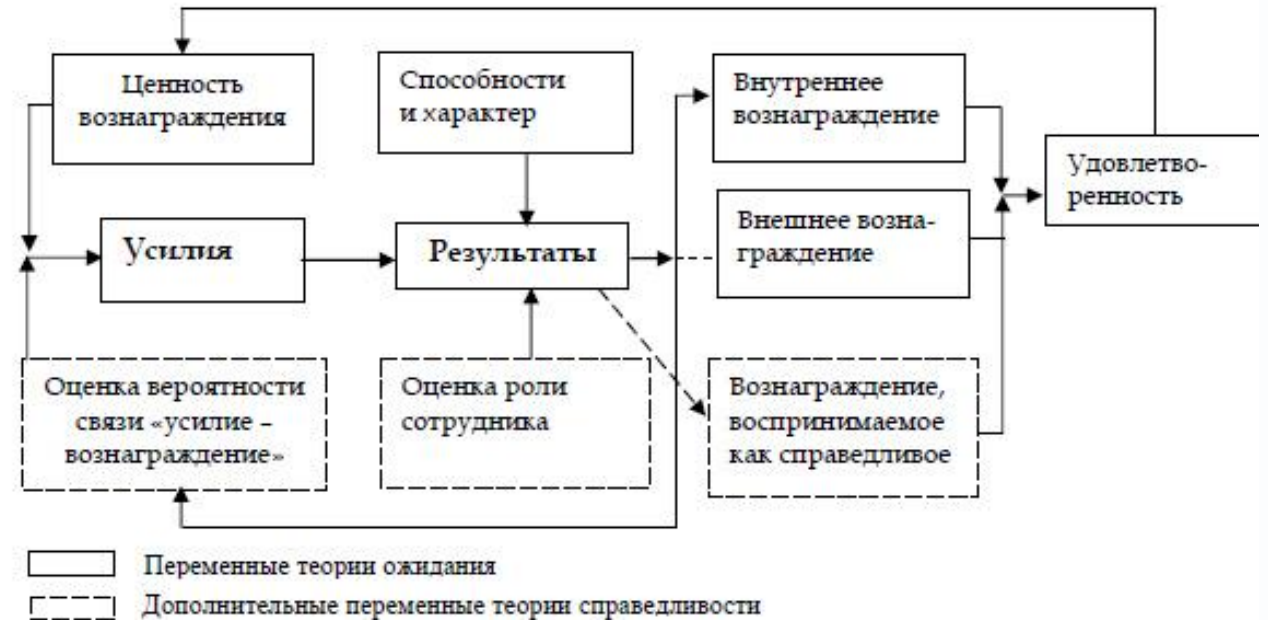 Ценность
вознаграждения
Способности
и характер
Внутреннее
вознаграждение
Удовлетво-
ренность
Усилия
Результаты
Внешнее возна-
граждение
Оценка вероятности
связи «усилие –
вознаграждение»
Оценка роли
сотрудника
Вознаграждение,
воспринимаемое
как справедливое
Переменные теории ожидания
Дополнительные переменные теории справедливости